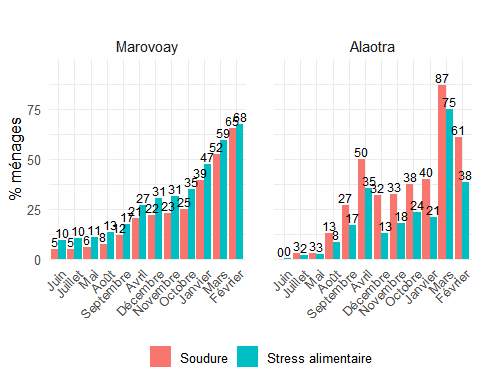 Marovoay
Alaotra
% ménages
75
50
25
0
5 10 5 10 6 11 8 13 12 17 21 27 22 31 23 31 25 35 39 47 52 59 65 68
0 0 3 2 3 3 13 8 27 17 50 35 32 13 33 18 38 24 40 21 87 75 61 38
Juin Juillet Mai Août Septembre Avril Décembre Novembre Octobre Janvier Mars Février
Juin Juillet Mai Août Septembre Avril Décembre Novembre Octobre Janvier Mars Février
Soudure
Stress alimentaire